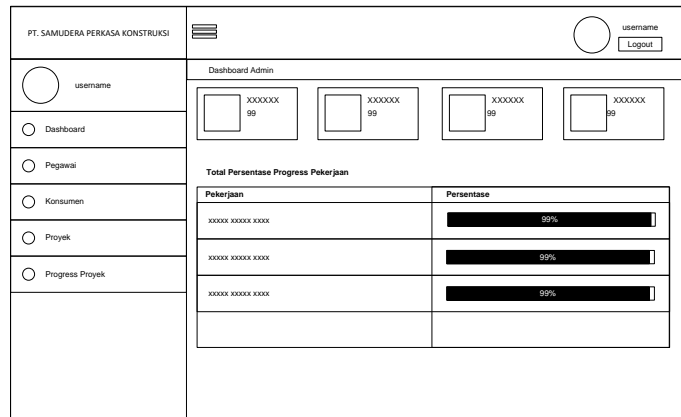 PT. SAMUDERA PERKASA KONSTRUKSI
username
Logout
username
Dashboard
Pegawai
Konsumen
Proyek
Progress Proyek
Dashboard Admin
XXXXXX
99
XXXXXX
99
XXXXXX
99
XXXXXX
99
Total Persentase Progress Pekerjaan
Pekerjaan Persentase
xxxxx xxxxx xxxx 99%
xxxxx xxxxx xxxx 99%
xxxxx xxxxx xxxx 99%